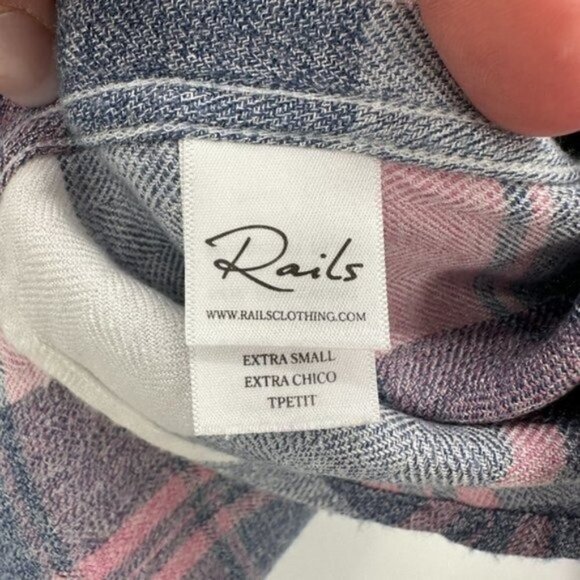 Rails
WWW.RAILSCLOTHING.COM
EXTRA SMALL
EXTRA CHICO
TPETIT